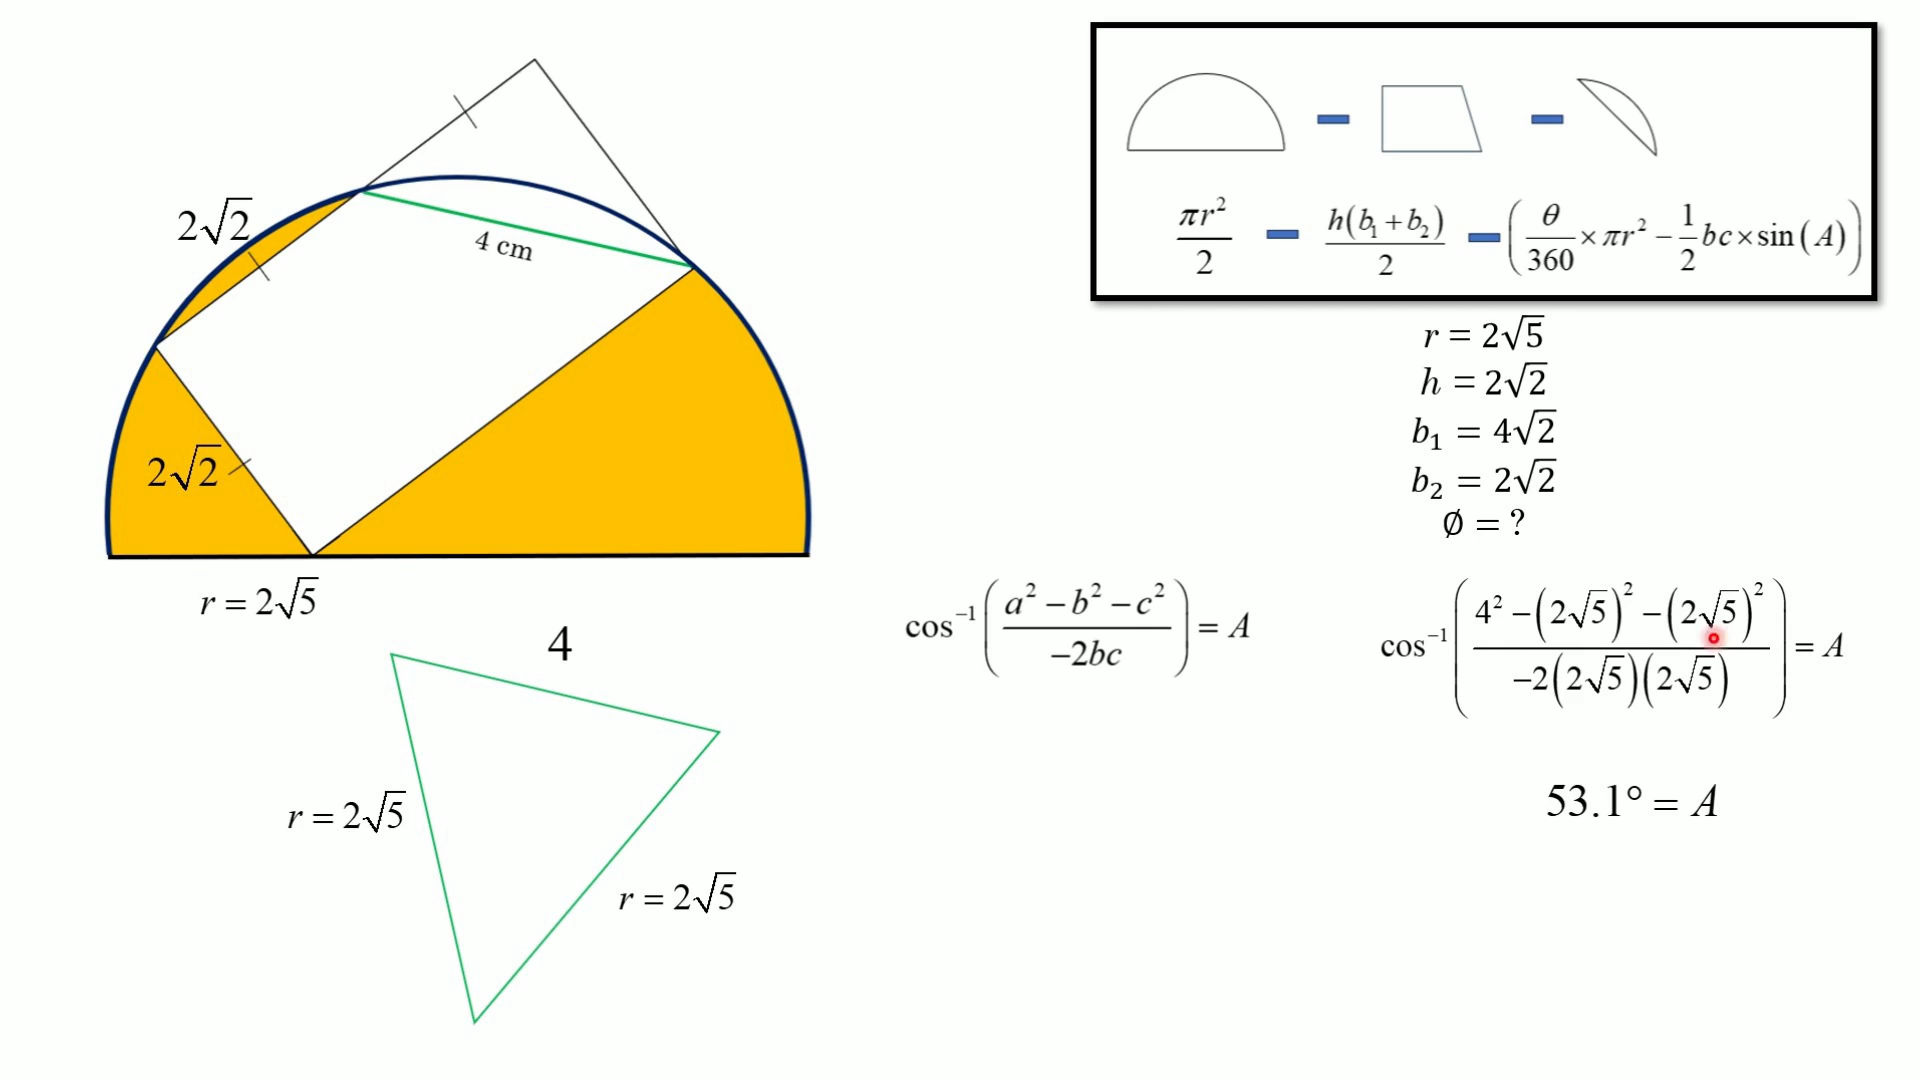 2√2
4 cm
2√2
r = 2√5
4
r = 2√5
r = 2√5
πr²/2 − h(b₁ + b₂)/2 − (θ/360 × πr² − 1/2 bc × sin(A))
r = 2√5
h = 2√2
b₁ = 4√2
b₂ = 2√2
∅ = ?
cos⁻¹((a² − b² − c²)/(−2bc)) = A
cos⁻¹((4² − (2√5)² − (2√5)²)/(−2(2√5)(2√5))) = A
53.1° = A